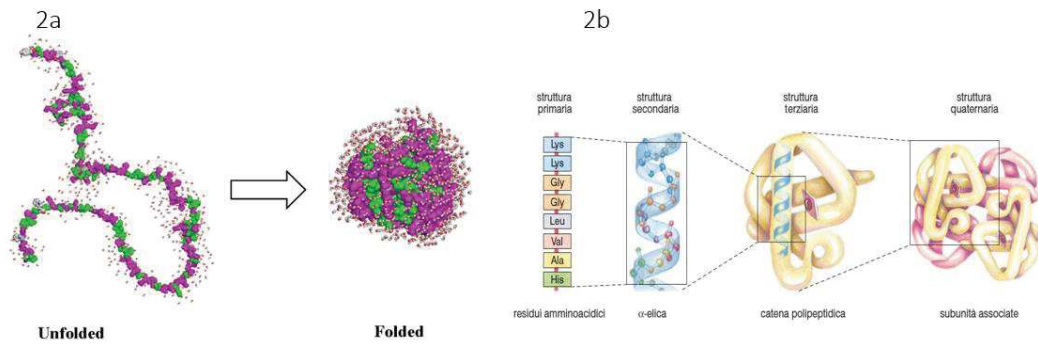 2a
2b
Unfolded
Folded
struttura
primaria
struttura
secondaria
struttura
terziaria
struttura
quaternaria
Lys
Lys
Gly
Gly
Leu
Val
Ala
His
residui amminoacidici
α-elica
catena polipeptidica
subunità associate